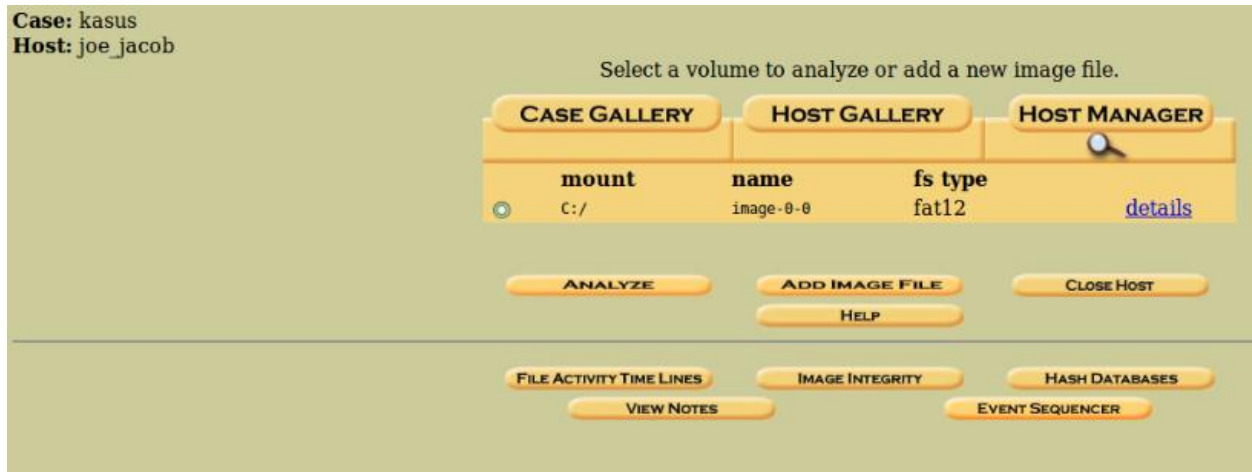 Case: kasus
Host: joe_jacob
Select a volume to analyze or add a new image file.
CASE GALLERY HOST GALLERY HOST MANAGER
mount name fs type
C:/ image-0-0 fat12 details
ANALYZE ADD IMAGE FILE CLOSE HOST
HELP
FILE ACTIVITY TIME LINES IMAGE INTEGRITY HASH DATABASES
VIEW NOTES EVENT SEQUENCER